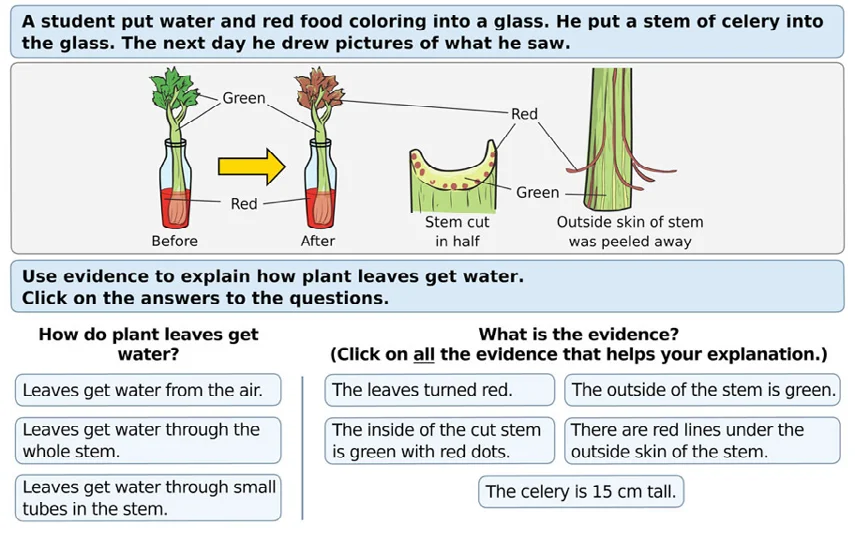 A student put water and red food coloring into a glass. He put a stem of celery into
the glass. The next day he drew pictures of what he saw.
Green
Red
Red
Green
Before
After
Stem cut
in half
Outside skin of stem
was peeled away
Use evidence to explain how plant leaves get water.
Click on the answers to the questions.
How do plant leaves get
water?
Leaves get water from the air.
Leaves get water through the
whole stem.
Leaves get water through small
tubes in the stem.
What is the evidence?
(Click on all the evidence that helps your explanation.)
The leaves turned red.
The outside of the stem is green.
The inside of the cut stem
is green with red dots.
There are red lines under the
outside skin of the stem.
The celery is 15 cm tall.